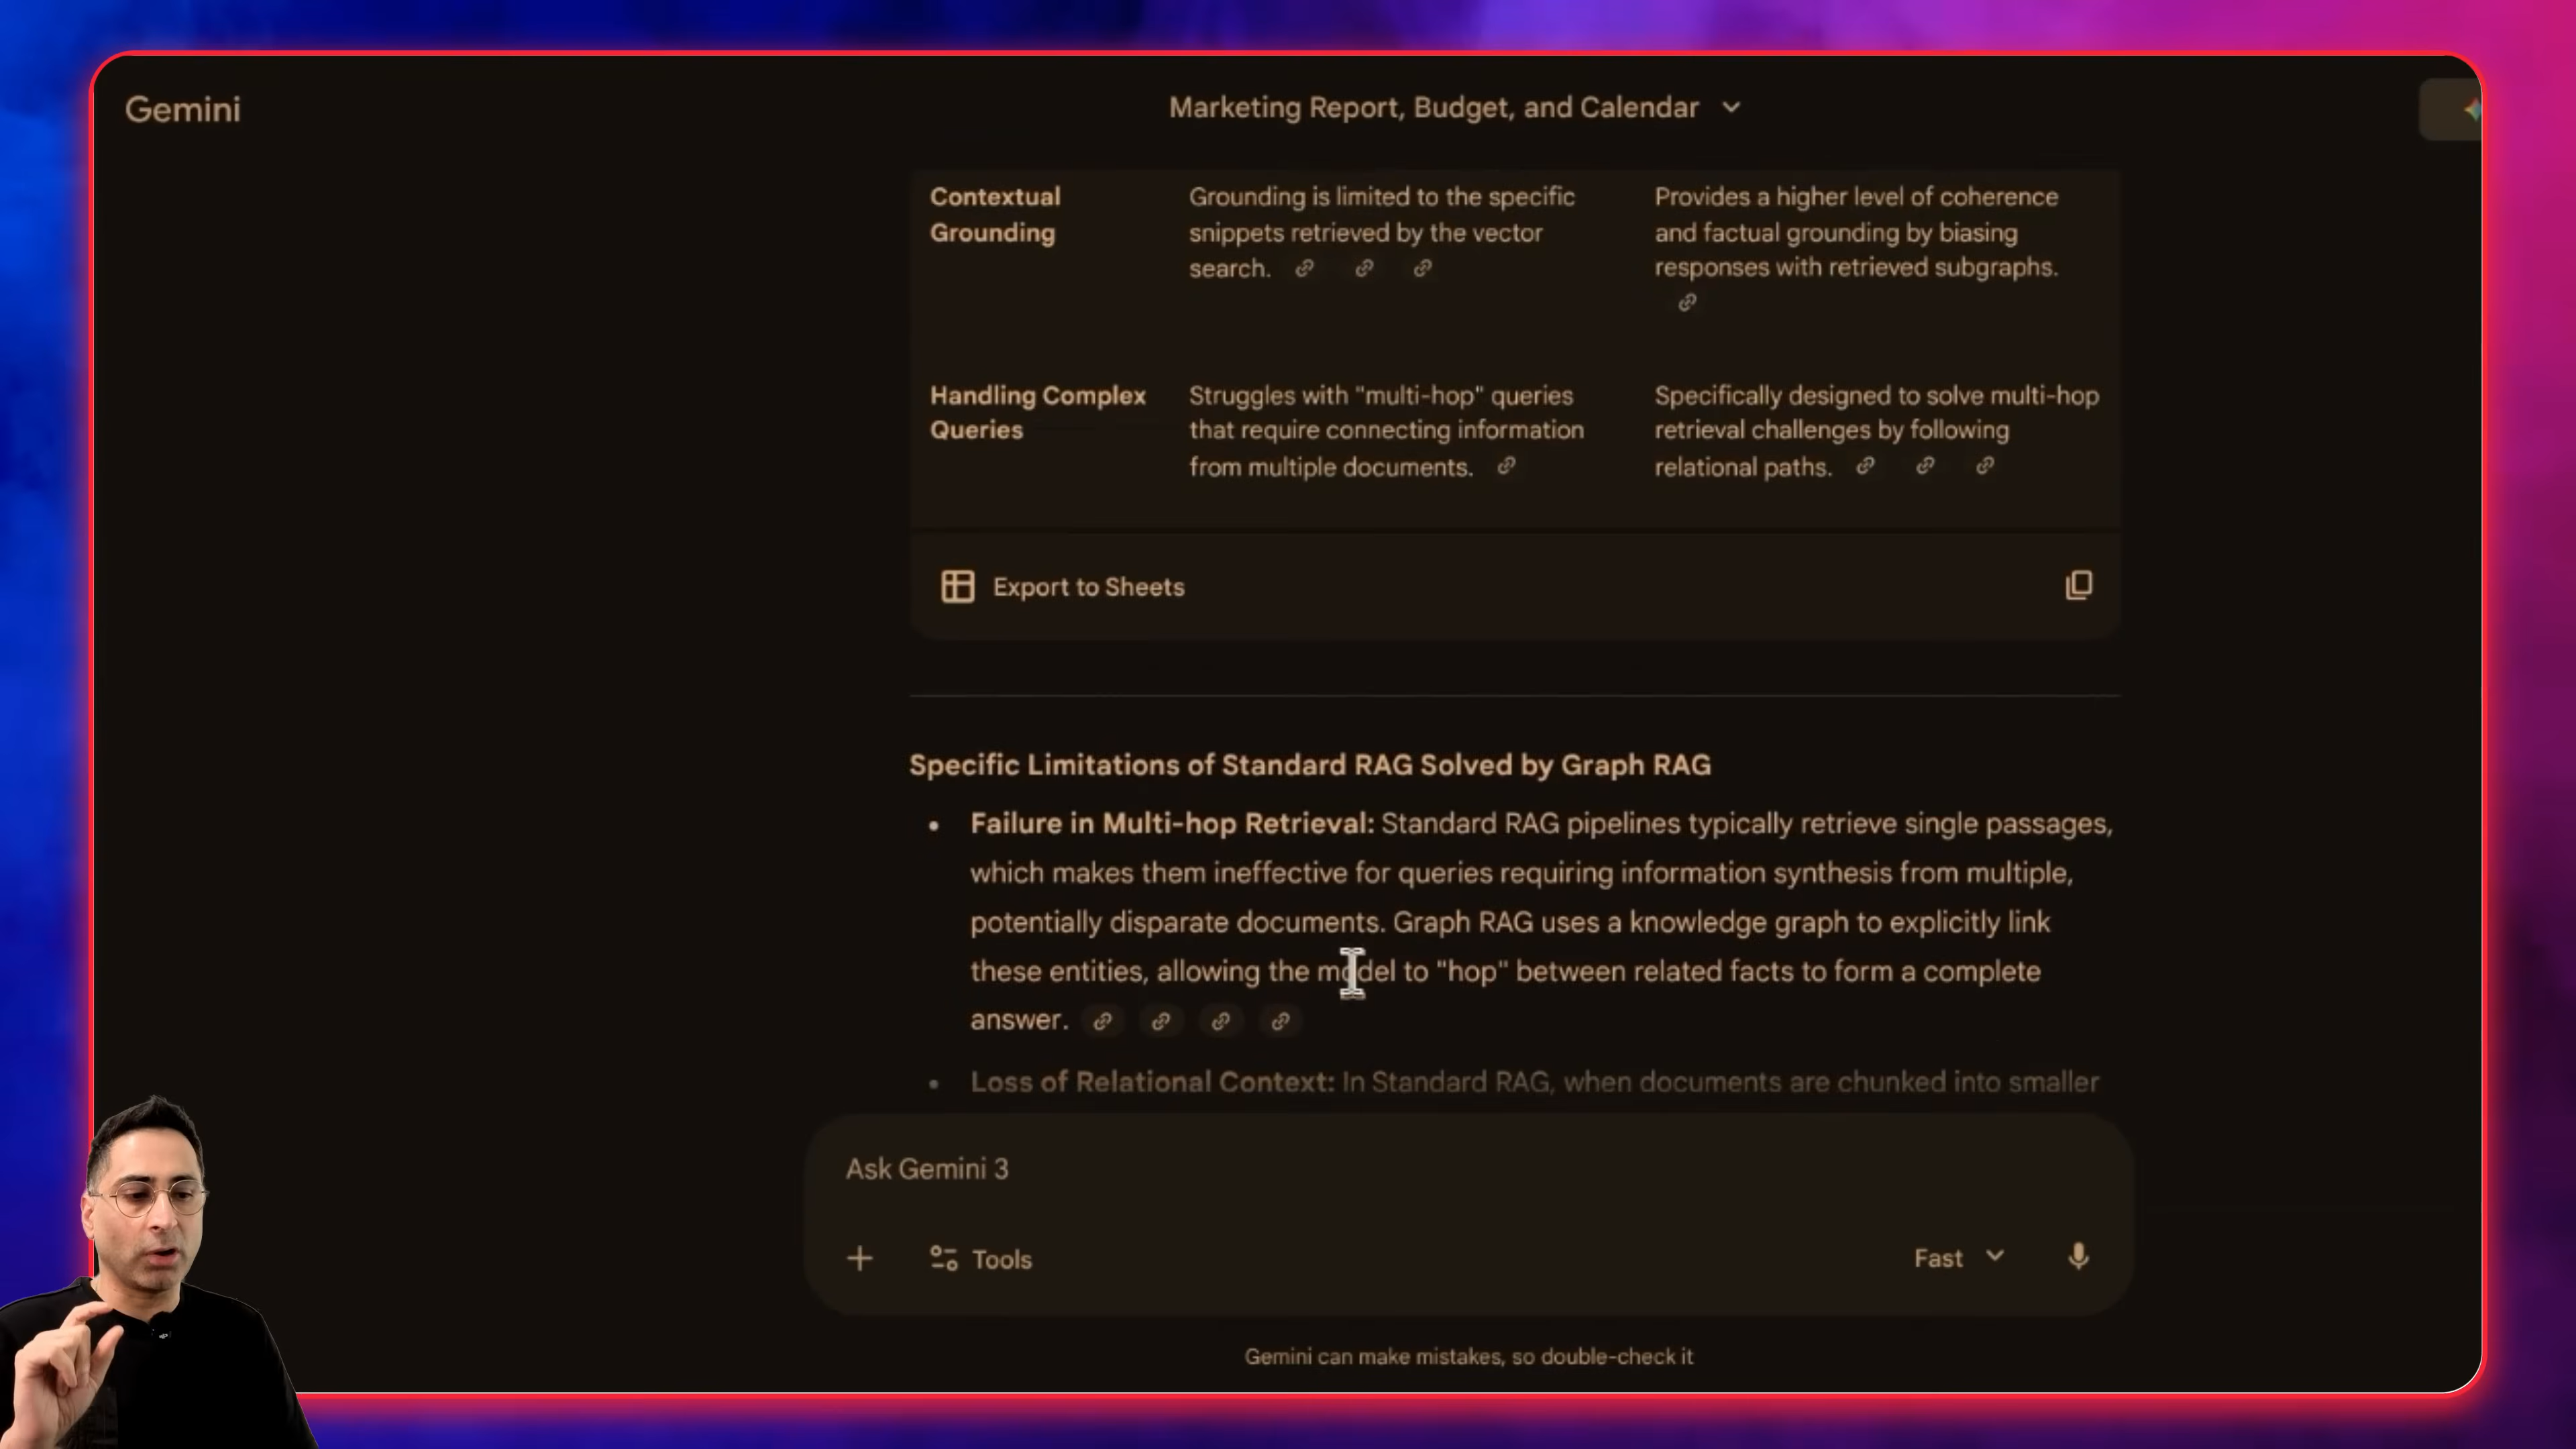 Gemini
Marketing Report, Budget, and Calendar
Contextual
Grounding
Grounding is limited to the specific
snippets retrieved by the vector
search.
Provides a higher level of coherence
and factual grounding by biasing
responses with retrieved subgraphs.
Handling Complex
Queries
Struggles with "multi-hop" queries
that require connecting information
from multiple documents.
Specifically designed to solve multi-hop
retrieval challenges by following
relational paths.
Export to Sheets
Specific Limitations of Standard RAG Solved by Graph RAG
• Failure in Multi-hop Retrieval: Standard RAG pipelines typically retrieve single passages,
which makes them ineffective for queries requiring information synthesis from multiple,
potentially disparate documents. Graph RAG uses a knowledge graph to explicitly link
these entities, allowing the model to "hop" between related facts to form a complete
answer.
• Loss of Relational Context: In Standard RAG, when documents are chunked into smaller
Ask Gemini 3
Tools
Fast
Gemini can make mistakes, so double-check it